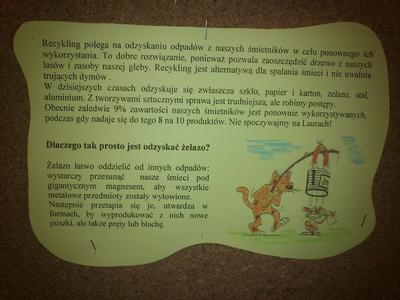 Recykling polega na odzyskaniu odpadów z naszych śmietników w celu ponownego ich
wykorzystania. To dobre rozwiązanie, ponieważ pozwala zaoszczędzić drzewo z naszych
lasów i zasoby naszej gleby. Recykling jest alternatywą dla spalania śmieci i nie uwalnia
trujących dymów .
W dzisiejszych czasach odzyskuje się zwłaszcza szkło, papier i karton, żelazo, stal,
aluminium. Z tworzywami sztucznymi sprawa jest trudniejsza, ale robimy postępy.
Obecnie zaledwie 9% zawartości naszych śmietników jest ponownie wykorzystywanych,
podczas gdy nadaje się do tego 8 na 10 produktów. Nie spoczywajmy na Laurach!
Dlaczego tak prosto jest odzyskać żelazo?
Żelazo łatwo oddzielić od innych odpadów:
wystarczy przesunąć nasze śmieci pod
gigantycznym magnesem, aby wszystkie
metalowe przedmioty zostały wyłowione.
Następnie przetapia się je, utwardza w
formach, by wyprodukować z nich nowe
puszki, ale także pręty lub blachę.